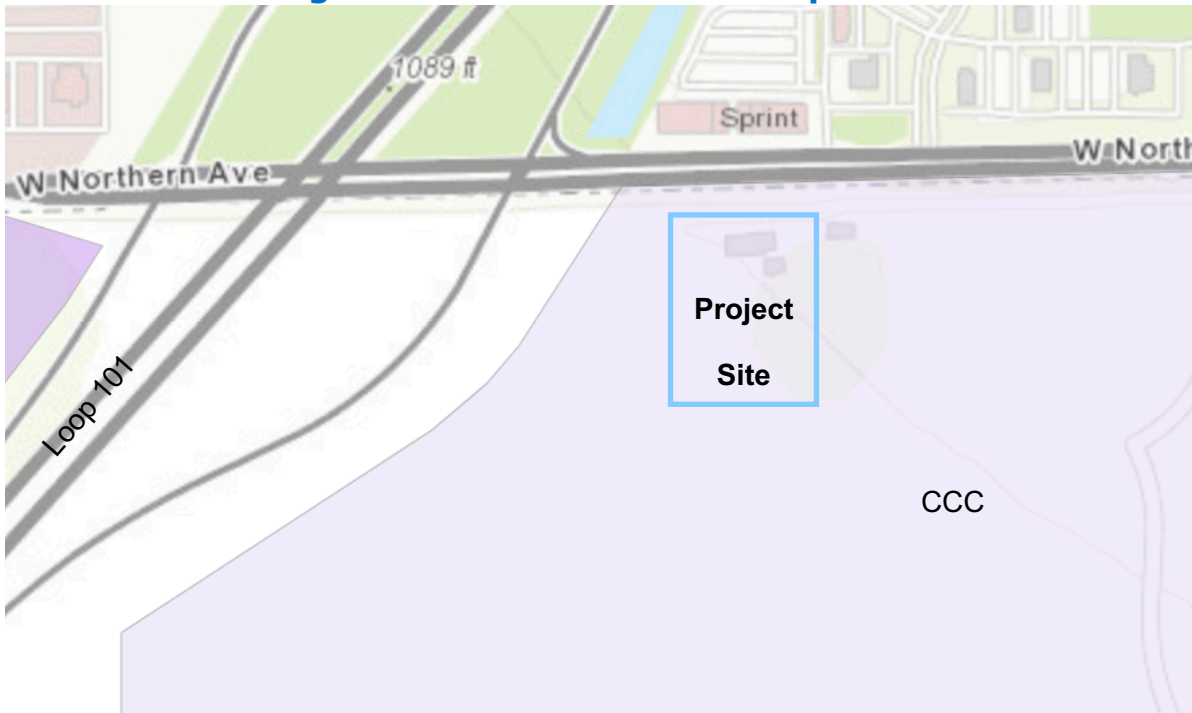 1089 ft
Sprint
W Northern Ave
W North
Project
Site
Loop 101
CCC